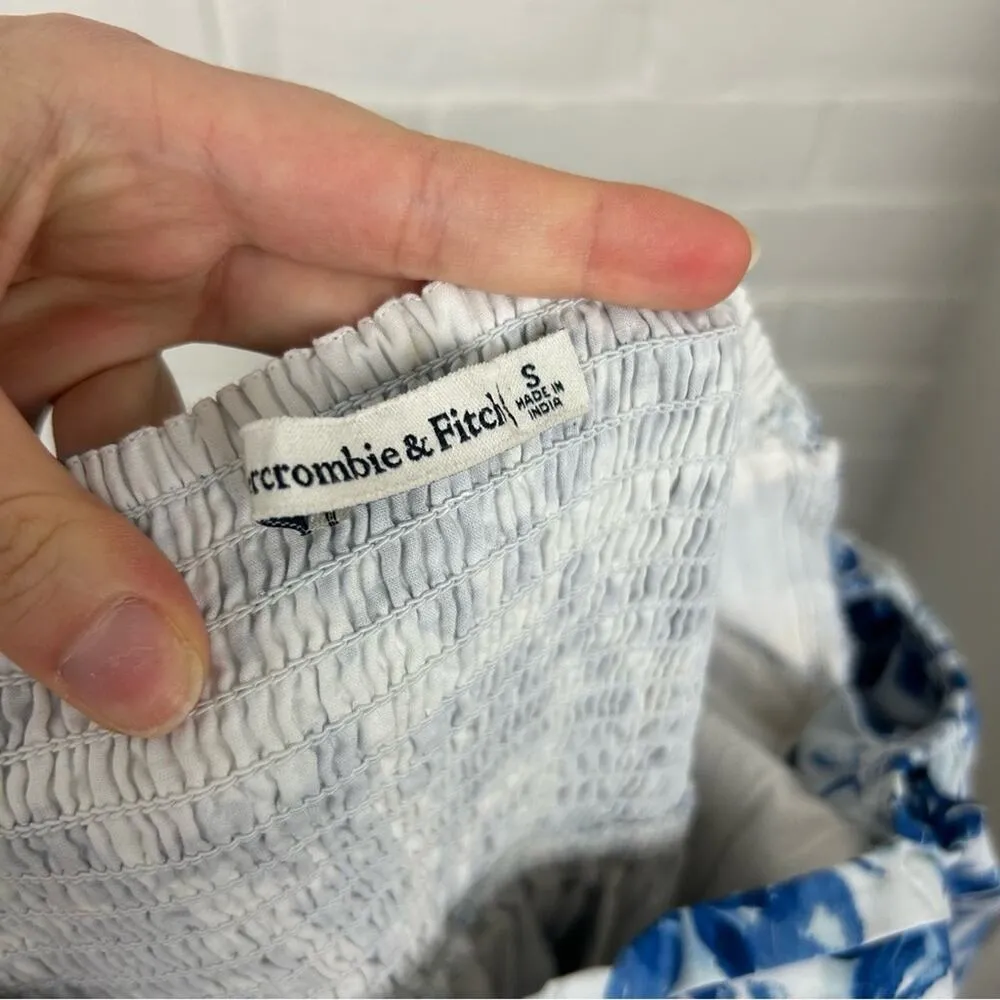 rcrombie & Fitch
S
MADE IN
INDIA